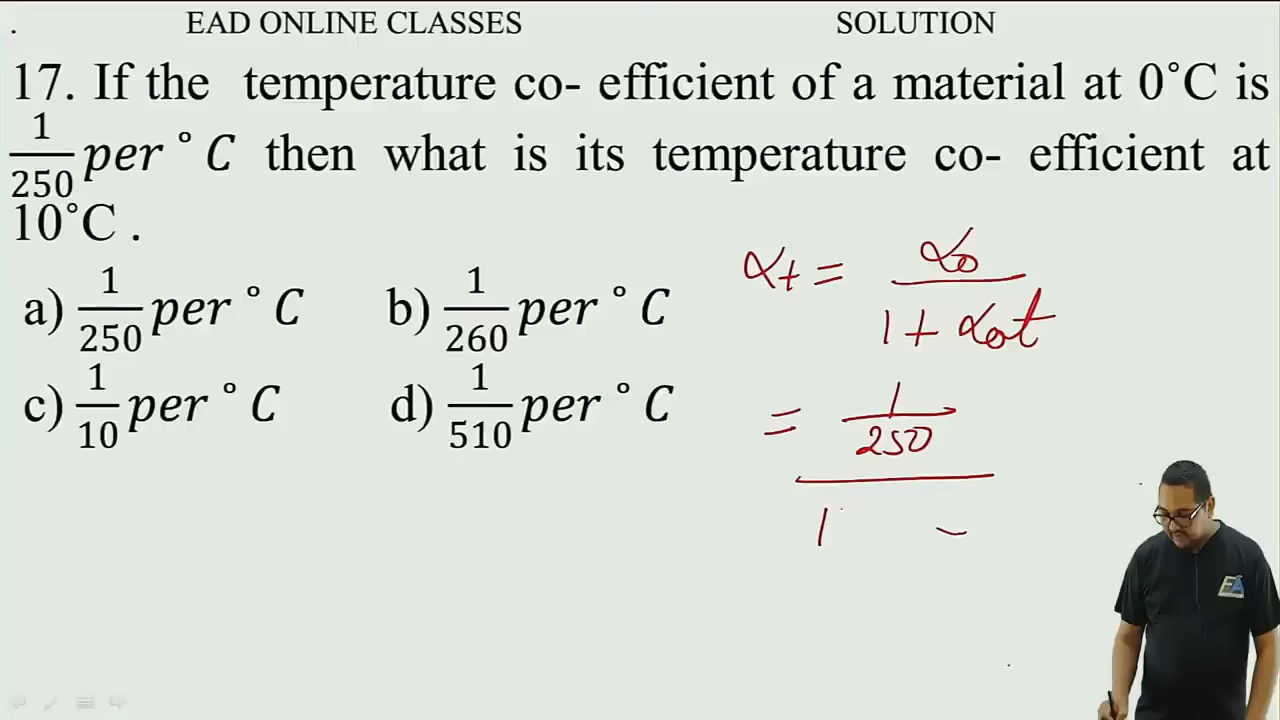 . EAD ONLINE CLASSES SOLUTION
17. If the temperature co- efficient of a material at 0°C is
1/250 per °C then what is its temperature co- efficient at
10°C .
a) 1/250 per °C b) 1/260 per °C
c) 1/10 per °C d) 1/510 per °C
αt = α0
1 + α0t
= 1
250
1 -
EA